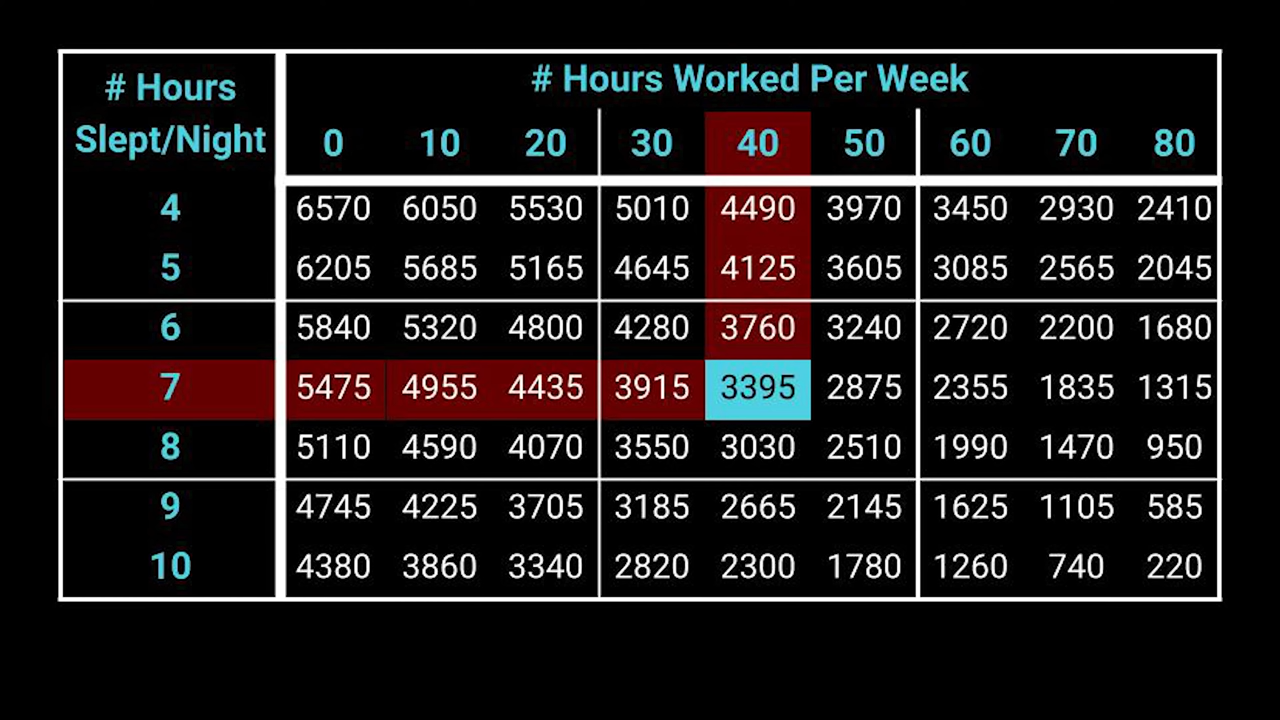 # Hours Worked Per Week
# Hours
Slept/Night
0 10 20 30 40 50 60 70 80
4 6570 6050 5530 5010 4490 3970 3450 2930 2410
5 6205 5685 5165 4645 4125 3605 3085 2565 2045
6 5840 5320 4800 4280 3760 3240 2720 2200 1680
7 5475 4955 4435 3915 3395 2875 2355 1835 1315
8 5110 4590 4070 3550 3030 2510 1990 1470 950
9 4745 4225 3705 3185 2665 2145 1625 1105 585
10 4380 3860 3340 2820 2300 1780 1260 740 220